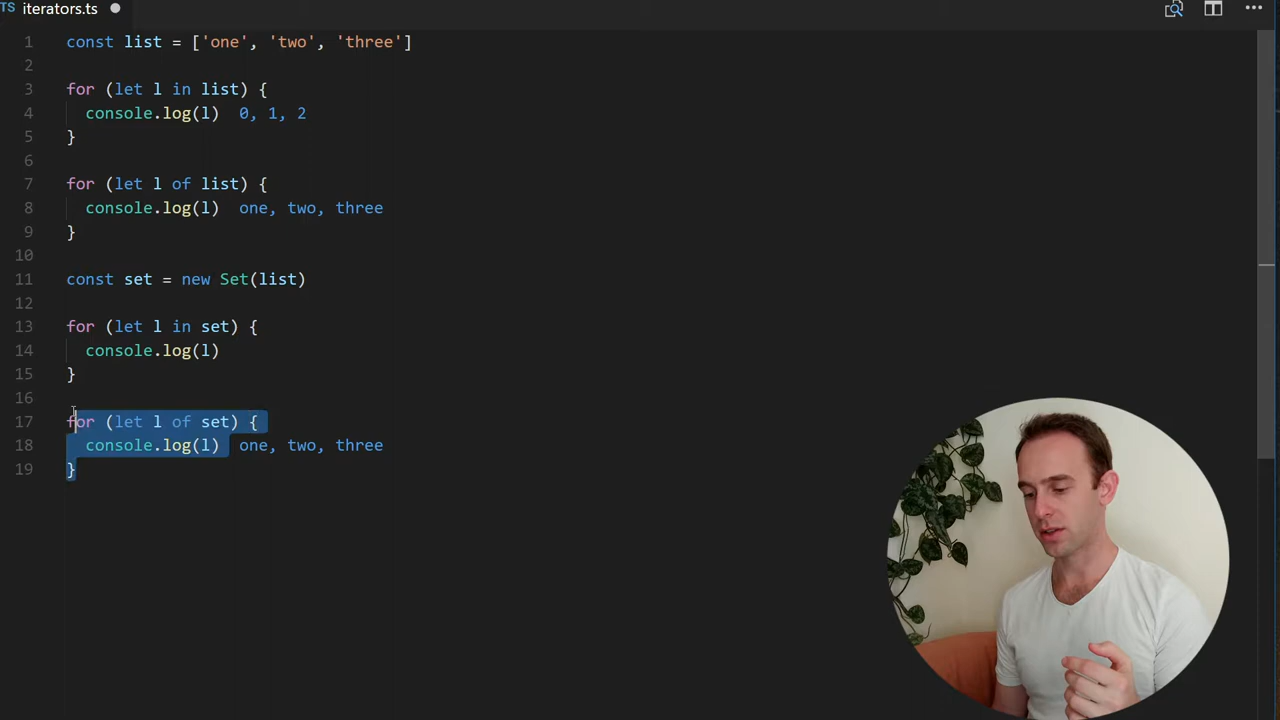 TS iterators.ts
1 const list = ['one', 'two', 'three']
2
3 for (let l in list) {
4 console.log(l) 0, 1, 2
5 }
6
7 for (let l of list) {
8 console.log(l) one, two, three
9 }
10
11 const set = new Set(list)
12
13 for (let l in set) {
14 console.log(l)
15 }
16
17 for (let l of set) {
18 console.log(l) one, two, three
19 }